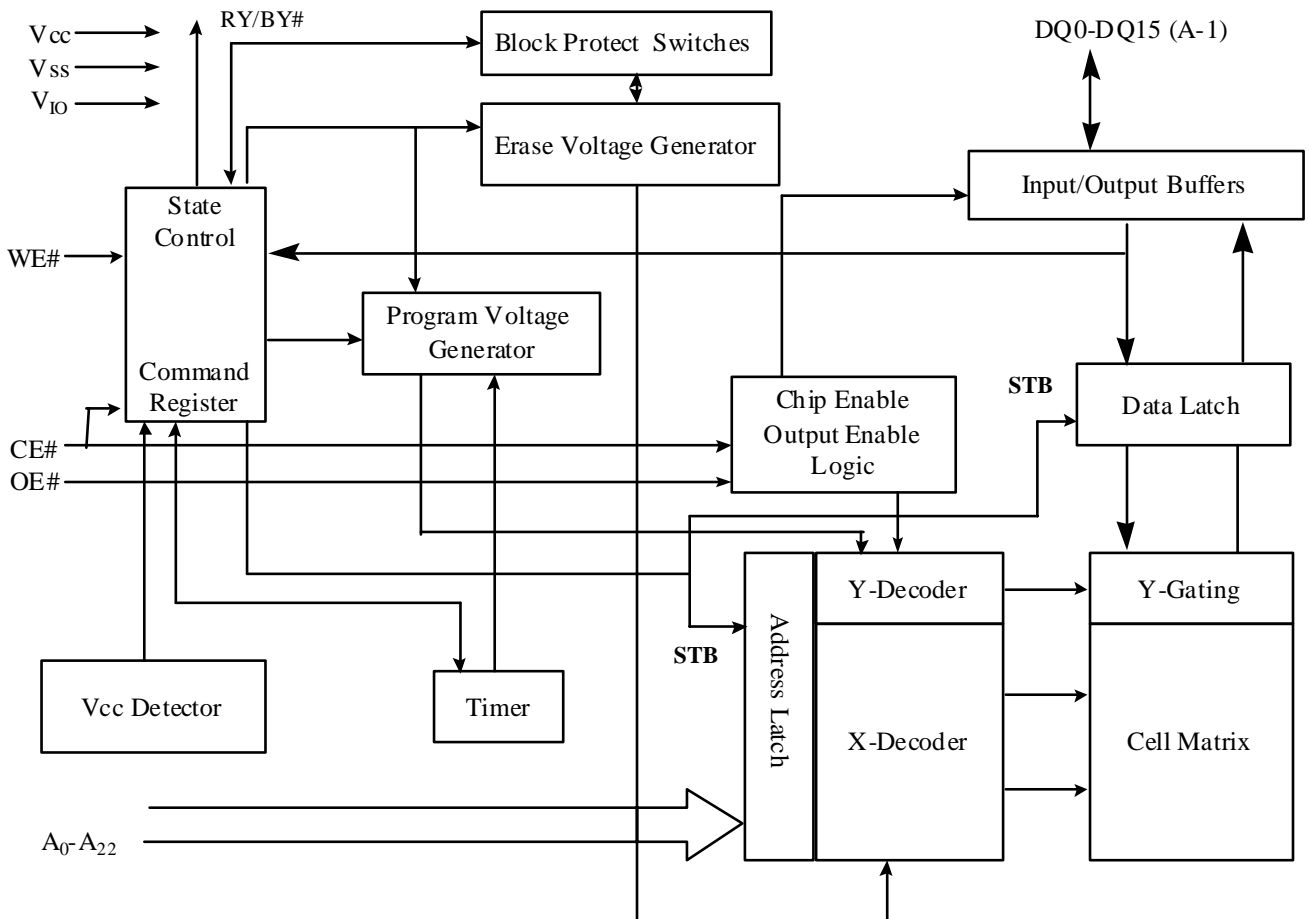 Vcc
Vss
VIO
RY/BY#
Block Protect Switches
DQ0-DQ15 (A-1)
Erase Voltage Generator
Input/Output Buffers
State
Control
WE#
Program Voltage
Generator
Command
Register
STB
Chip Enable
Output Enable
Logic
Data Latch
CE#
OE#
Address Latch
Y-Decoder
Y-Gating
STB
Vcc Detector
Timer
X-Decoder
Cell Matrix
A0-A22